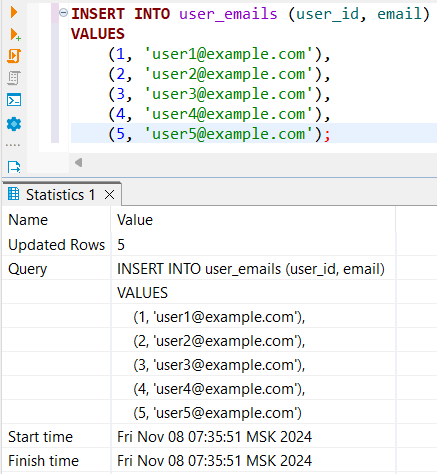 INSERT INTO user_emails (user_id, email)
VALUES
(1, 'user1@example.com'),
(2, 'user2@example.com'),
(3, 'user3@example.com'),
(4, 'user4@example.com'),
(5, 'user5@example.com');
Statistics 1
Name Value
Updated Rows 5
Query INSERT INTO user_emails (user_id, email)
VALUES
(1, 'user1@example.com'),
(2, 'user2@example.com'),
(3, 'user3@example.com'),
(4, 'user4@example.com'),
(5, 'user5@example.com')
Start time Fri Nov 08 07:35:51 MSK 2024
Finish time Fri Nov 08 07:35:51 MSK 2024